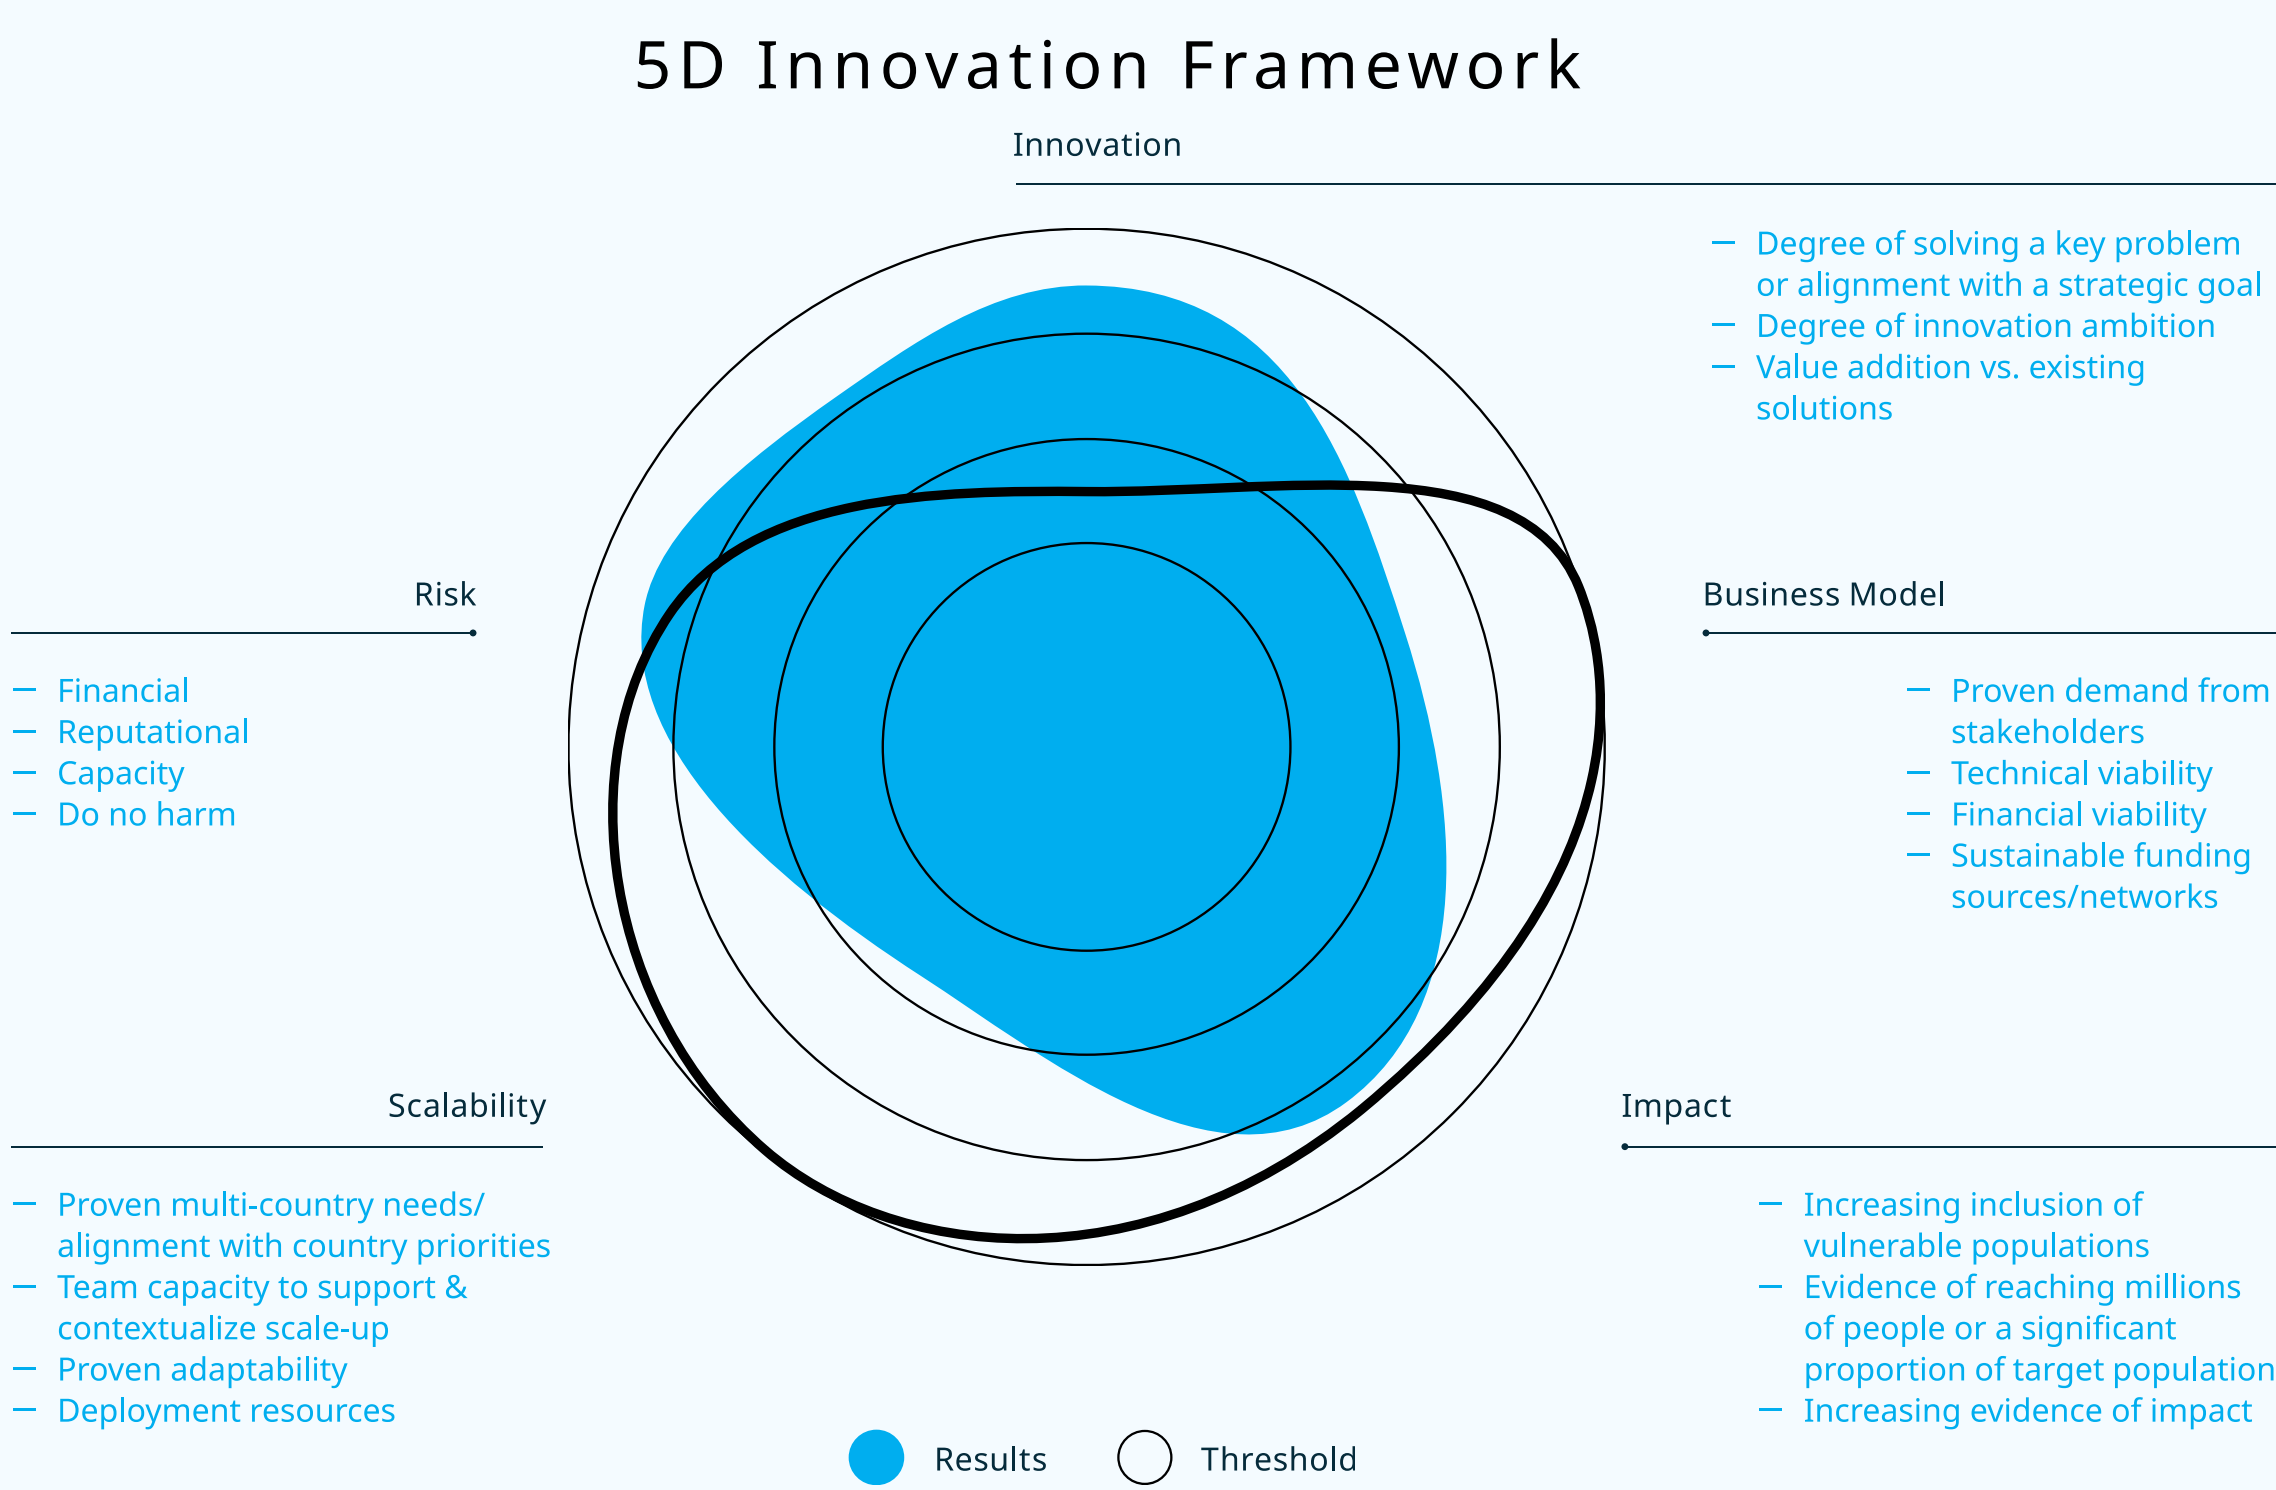 5D Innovation Framework
Innovation
— Degree of solving a key problem
or alignment with a strategic goal
— Degree of innovation ambition
— Value addition vs. existing
solutions
Risk
— Financial
— Reputational
— Capacity
— Do no harm
Business Model
— Proven demand from
stakeholders
— Technical viability
— Financial viability
— Sustainable funding
sources/networks
Scalability
— Proven multi-country needs/
alignment with country priorities
— Team capacity to support &
contextualize scale-up
— Proven adaptability
— Deployment resources
Impact
— Increasing inclusion of
vulnerable populations
— Evidence of reaching millions
of people or a significant
proportion of target population
— Increasing evidence of impact
Results
Threshold